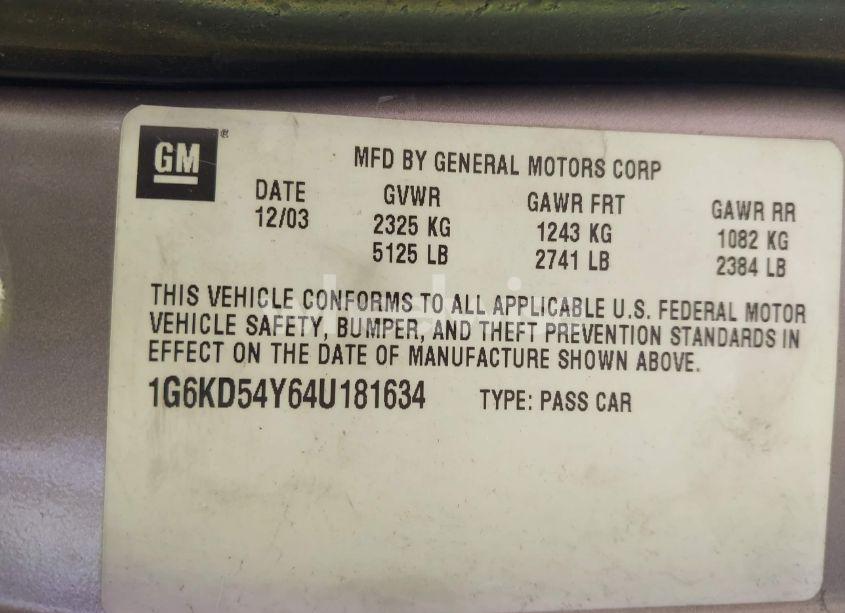 GM®
MFD BY GENERAL MOTORS CORP
DATE GVWR GAWR FRT GAWR RR
12/03 2325 KG 1243 KG 1082 KG
5125 LB 2741 LB 2384 LB
THIS VEHICLE CONFORMS TO ALL APPLICABLE U.S. FEDERAL MOTOR
VEHICLE SAFETY, BUMPER, AND THEFT PREVENTION STANDARDS IN
EFFECT ON THE DATE OF MANUFACTURE SHOWN ABOVE.
1G6KD54Y64U181634 TYPE: PASS CAR